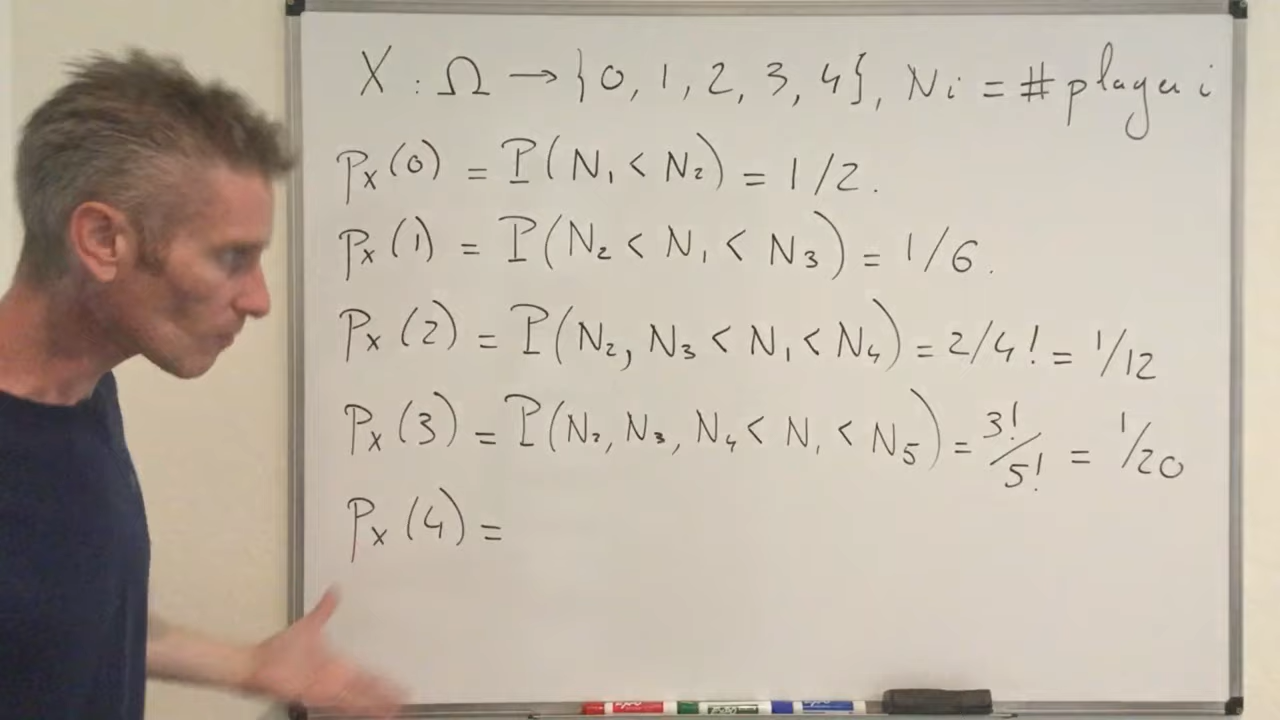 X : Ω → {0, 1, 2, 3, 4}, Ni = # player i
Px(0) = P(N1 < N2) = 1/2.
Px(1) = P(N2 < N1 < N3) = 1/6.
Px(2) = P(N2, N3 < N1 < N4) = 2/4! = 1/12
Px(3) = P(N2, N3, N4 < N1 < N5) = 3!/5! = 1/20
Px(4) =